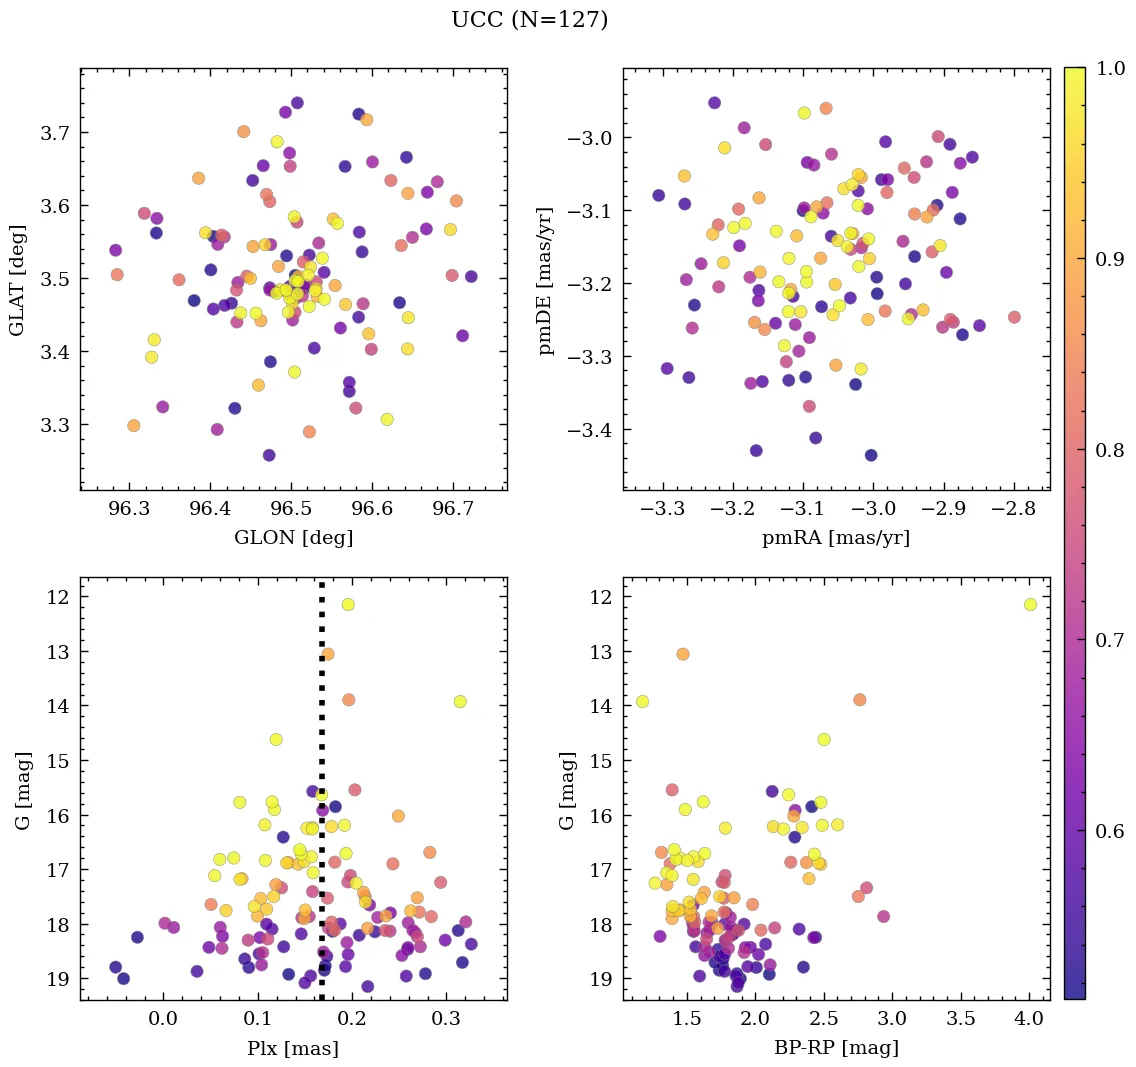 UCC (N=127)
3.7
3.6
3.5
3.4
3.3
GLAT [deg]
96.3 96.4 96.5 96.6 96.7
GLON [deg]
−3.0
−3.1
−3.2
−3.3
−3.4
pmDE [mas/yr]
−3.3 −3.2 −3.1 −3.0 −2.9 −2.8
pmRA [mas/yr]
1.0
0.9
0.8
0.7
0.6
12
13
14
15
16
17
18
19
G [mag]
0.0 0.1 0.2 0.3
Plx [mas]
12
13
14
15
16
17
18
19
G [mag]
1.5 2.0 2.5 3.0 3.5 4.0
BP-RP [mag]